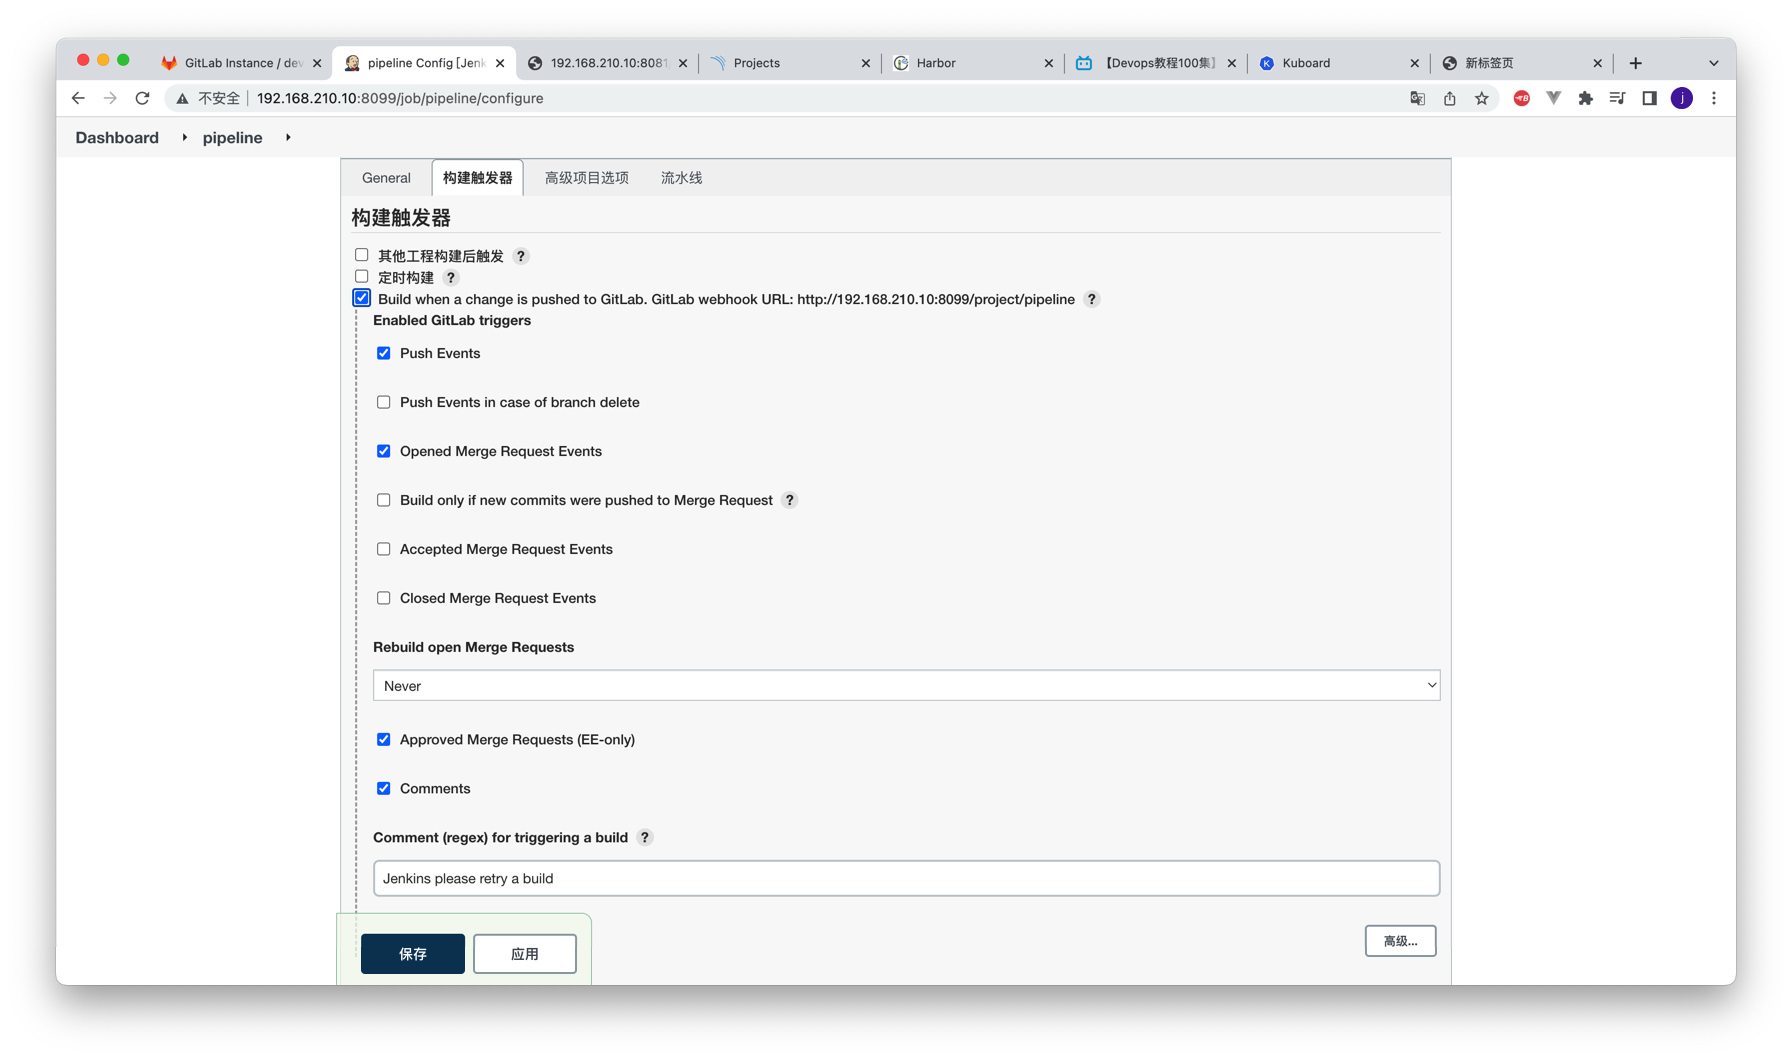 GitLab Instance / dev
pipeline Config [Jenk
192.168.210.10:8081
Projects
Harbor
【Devops教程100集】
Kuboard
新标签页
不安全
192.168.210.10:8099/job/pipeline/configure
j
Dashboard
pipeline
General
构建触发器
高级项目选项
流水线
构建触发器
其他工程构建后触发 ?
定时构建 ?
Build when a change is pushed to GitLab. GitLab webhook URL: http://192.168.210.10:8099/project/pipeline ?
Enabled GitLab triggers
Push Events
Push Events in case of branch delete
Opened Merge Request Events
Build only if new commits were pushed to Merge Request ?
Accepted Merge Request Events
Closed Merge Request Events
Rebuild open Merge Requests
Never
Approved Merge Requests (EE-only)
Comments
Comment (regex) for triggering a build ?
Jenkins please retry a build
高级...
保存
应用